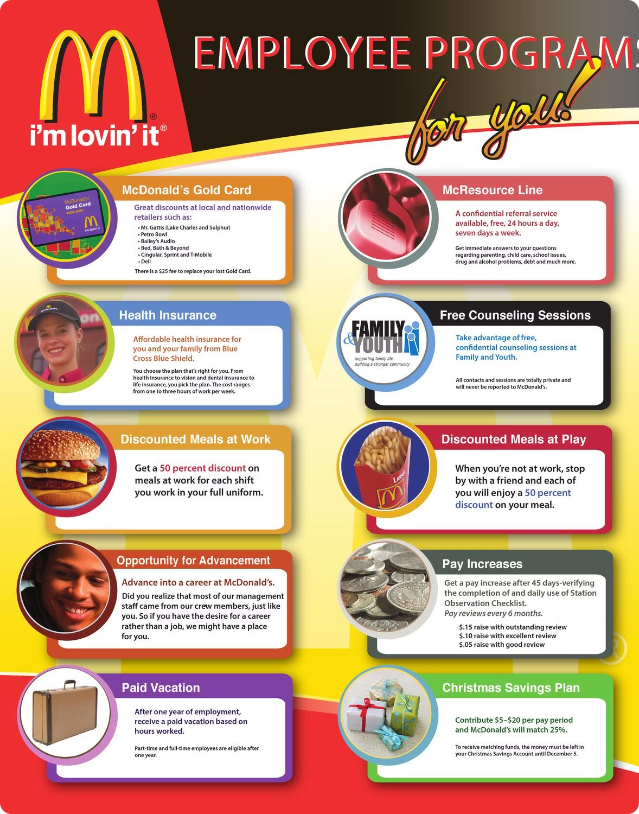 EMPLOYEE PROGRAMS
for you!
i'm lovin' it®
McDonald's Gold Card
McDonald's
Gold Card
Great discounts at local and nationwide
retailers such as:
• Mr. Gattis (Lake Charles and Sulphur)
• Petro Bowl
• Bailey's Audio
• Bed, Bath & Beyond
• Cingular, Sprint and T-Mobile
• Dell
There is a $25 fee to replace your lost Gold Card.
McResource Line
A confidential referral service
available, free, 24 hours a day,
seven days a week.
Get immediate answers to your questions
regarding parenting, child care, school issues,
drug and alcohol problems, debt and much more.
Health Insurance
Affordable health insurance for
you and your family from Blue
Cross Blue Shield.
You choose the plan that's right for you. From
health insurance to vision and dental insurance to
life insurance, you pick the plan. The cost ranges
from one to three hours of work per week.
Free Counseling Sessions
FAMILY
& YOUTH
supporting family life
building a stronger community
Take advantage of free,
confidential counseling sessions at
Family and Youth.
All contacts and sessions are totally private and
will never be reported to McDonald's.
Discounted Meals at Work
Get a 50 percent discount on
meals at work for each shift
you work in your full uniform.
Discounted Meals at Play
When you're not at work, stop
by with a friend and each of
you will enjoy a 50 percent
discount on your meal.
Opportunity for Advancement
Advance into a career at McDonald's.
Did you realize that most of our management
staff came from our crew members, just like
you. So if you have the desire for a career
rather than a job, we might have a place
for you.
Pay Increases
Get a pay increase after 45 days-verifying
the completion of and daily use of Station
Observation Checklist.
Pay reviews every 6 months.
$.15 raise with outstanding review
$.10 raise with excellent review
$.05 raise with good review
Paid Vacation
After one year of employment,
receive a paid vacation based on
hours worked.
Part-time and full-time employees are eligible after
one year.
Christmas Savings Plan
Contribute $5–$20 per pay period
and McDonald's will match 25%.
To receive matching funds, the money must be left in
your Christmas Savings Account until December 5.